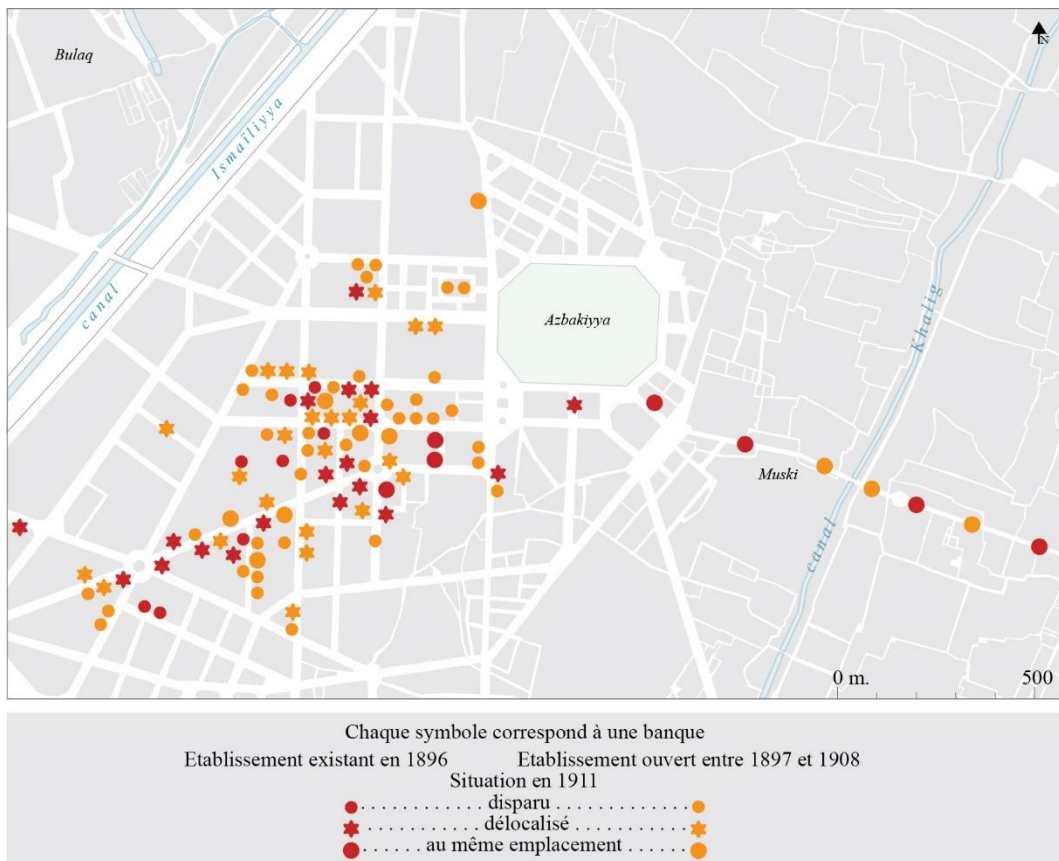 N
Bulaq
Ismaïliyya
canal
Azbakiyya
Khalig
canal
Muski
0 m. 500
Chaque symbole correspond à une banque
Etablissement existant en 1896 Etablissement ouvert entre 1897 et 1908
Situation en 1911
. . . . . . . . . . . . disparu . . . . . . . . . . . . .
. . . . . . . . . . . . délocalisé . . . . . . . . . . .
. . . . . . au même emplacement . . . . . .